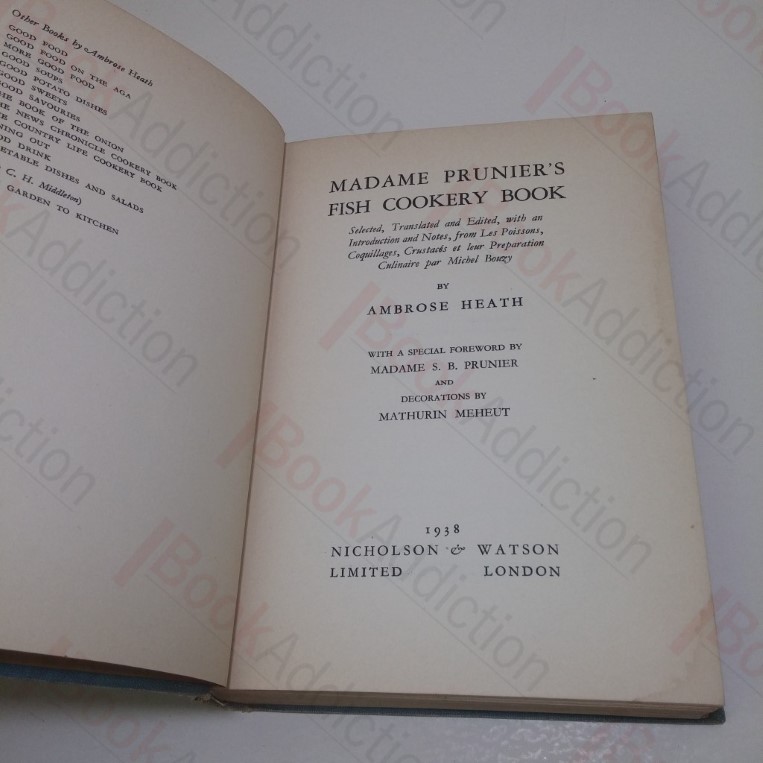 Other Books by Ambrose Heath
GOOD FOOD
GOOD FOOD ON THE AGA
MORE GOOD FOOD
GOOD SOUPS
GOOD POTATO DISHES
GOOD SWEETS
GOOD SAVOURIES
THE BOOK OF THE ONION
THE NEWS CHRONICLE COOKERY BOOK
COUNTRY LIFE COOKERY BOOK
OUT
DRINK
DISHES AND SALADS
C. H. Middleton)
GARDEN TO KITCHEN
MADAME PRUNIER'S
FISH COOKERY BOOK
Selected, Translated and Edited, with an
Introduction and Notes, from Les Poissons,
Coquillages, Crustacés et leur Preparation
Culinaire par Michel Bouzy
BY
AMBROSE HEATH
WITH A SPECIAL FOREWORD BY
MADAME S. B. PRUNIER
AND
DECORATIONS BY
MATHURIN MEHEUT
1938
NICHOLSON & WATSON
LIMITED LONDON
BookAddiction